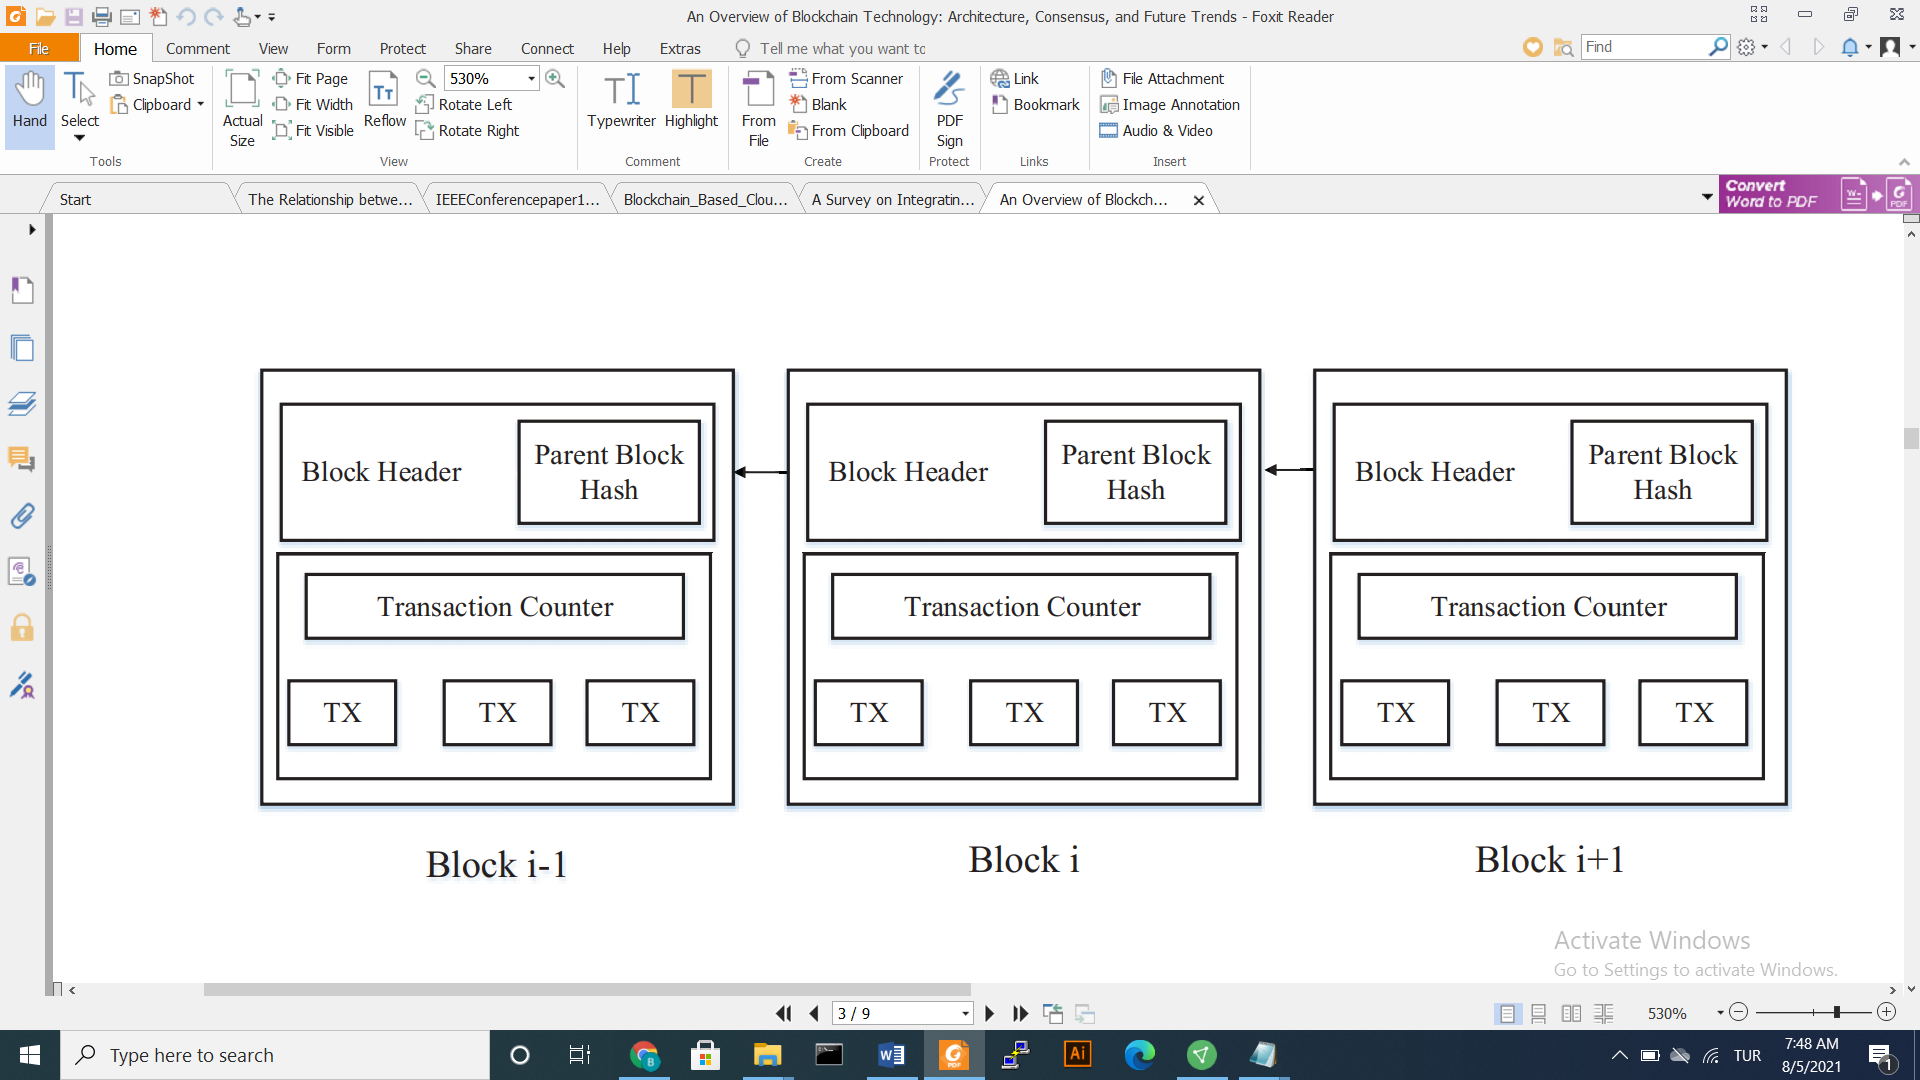 An Overview of Blockchain Technology: Architecture, Consensus, and Future Trends - Foxit Reader
File Home Comment View Form Protect Share Connect Help Extras Tell me what you want to Find
Hand
Select
SnapShot
Clipboard
Tools
Actual Size
Fit Page
Fit Width
Fit Visible
Reflow
530%
Rotate Left
Rotate Right
View
Typewriter
Highlight
Comment
From File
From Scanner
Blank
From Clipboard
Create
PDF Sign
Protect
Link
Bookmark
Links
File Attachment
Image Annotation
Audio & Video
Insert
Start The Relationship betwe... IEEEConferencepaper1... Blockchain_Based_Clou... A Survey on Integratin... An Overview of Blockch...
Convert
Word to PDF
Block Header Parent Block Hash Block Header Parent Block Hash Block Header Parent Block Hash
Transaction Counter Transaction Counter Transaction Counter
TX TX TX TX TX TX TX TX TX
Block i-1 Block i Block i+1
Activate Windows
Go to Settings to activate Windows.
3 / 9 530%
Type here to search
TUR
7:48 AM
8/5/2021
1